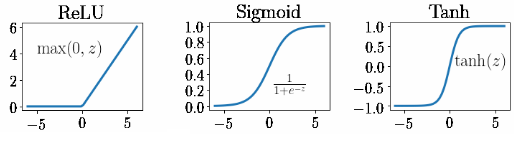 ReLU
6
4
2
0
max(0, z)
−5 0 5
Sigmoid
1.0
0.8
0.6
0.4
0.2
0.0
1/(1+e^{−z})
−5 0 5
Tanh
1.0
0.5
0.0
−0.5
−1.0
tanh(z)
−5 0 5